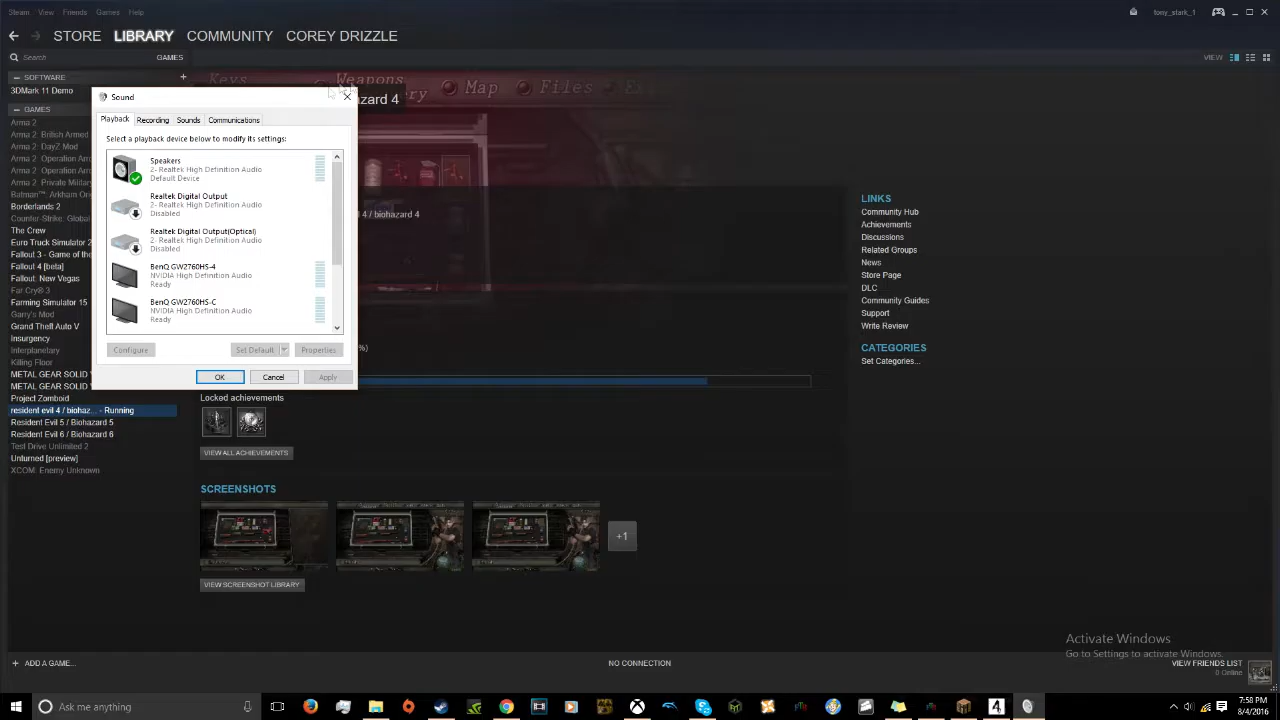 Steam View Friends Games Help
tony_stark_1
STORE LIBRARY COMMUNITY COREY DRIZZLE
Search GAMES
VIEW
SOFTWARE
3DMark 11 Demo
GAMES
Arma 2
Arma 2: British Armed
Arma 2: DayZ Mod
Arma 2: Operation Arro
Arma 2: Operation Arro
Arma 2: Private Military
Batman™: Arkham Ori
Borderlands 2
Counter-Strike: Global
The Crew
Euro Truck Simulator 2
Fallout 3 - Game of the
Fallout 4 [beta]
Fallout: New Vegas
Far Cry® 3
Farming Simulator 15
Garry's Mod
Grand Theft Auto V
Insurgency
Interplanetary
Killing Floor
METAL GEAR SOLID V
METAL GEAR SOLID
Project Zomboid
resident evil 4 / biohaz... - Running
Resident Evil 5 / Biohazard 5
Resident Evil 6 / Biohazard 6
Test Drive Unlimited 2
Unturned [preview]
XCOM: Enemy Unknown
Keys Weapons
Map Files
hazard 4
il 4 / biohazard 4
Sound
Playback Recording Sounds Communications
Select a playback device below to modify its settings:
Speakers
2- Realtek High Definition Audio
Default Device
Realtek Digital Output
2- Realtek High Definition Audio
Disabled
Realtek Digital Output(Optical)
2- Realtek High Definition Audio
Disabled
BenQ GW2760HS-4
NVIDIA High Definition Audio
Ready
BenQ GW2760HS-C
NVIDIA High Definition Audio
Ready
Configure Set Default Properties
OK Cancel Apply
%)
Locked achievements
VIEW ALL ACHIEVEMENTS
SCREENSHOTS
+1
VIEW SCREENSHOT LIBRARY
LINKS
Community Hub
Achievements
Discussions
Related Groups
News
Store Page
DLC
Community Guides
Support
Write Review
CATEGORIES
Set Categories...
Activate Windows
Go to Settings to activate Windows.
ADD A GAME...
NO CONNECTION
VIEW FRIENDS LIST
0 Online
Ask me anything
7:58 PM
8/4/2016